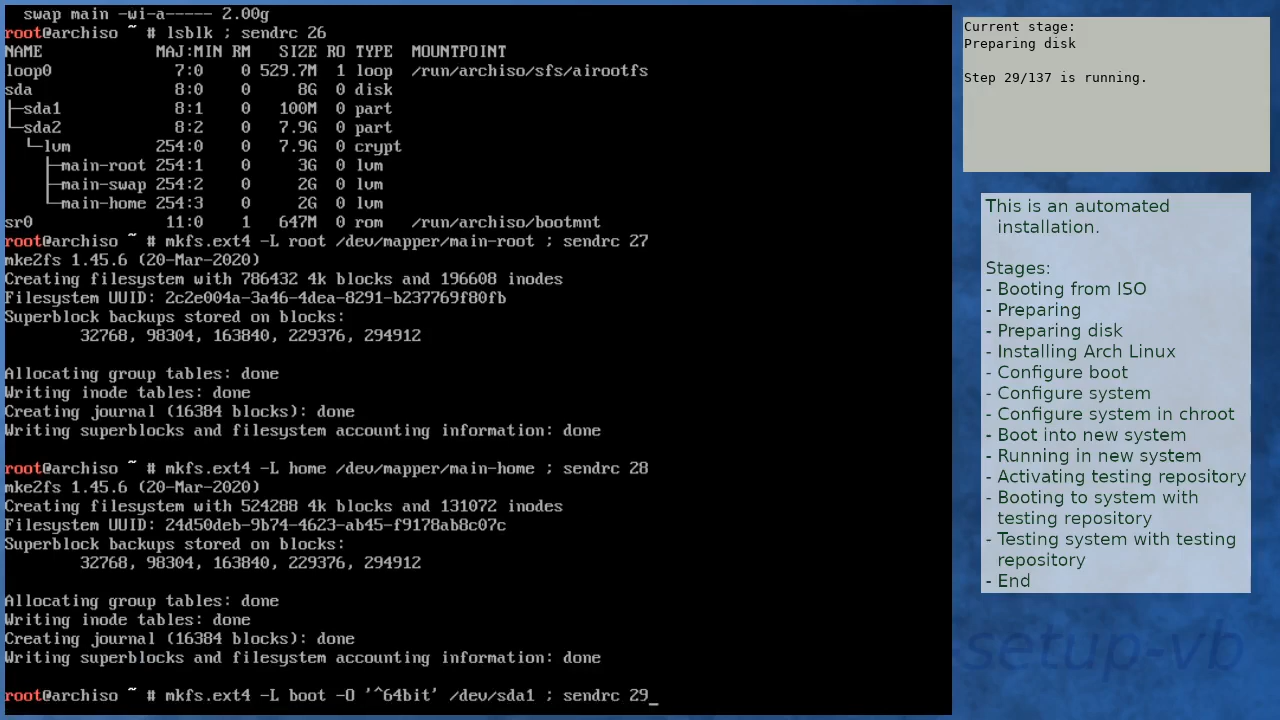 swap main -wi-a----- 2.00g
root@archiso ~ # lsblk ; sendrc 26
NAME MAJ:MIN RM SIZE RO TYPE MOUNTPOINT
loop0 7:0 0 529.7M 1 loop /run/archiso/sfs/airootfs
sda 8:0 0 8G 0 disk
├─sda1 8:1 0 100M 0 part
└─sda2 8:2 0 7.9G 0 part
└─lvm 254:0 0 7.9G 0 crypt
├─main-root 254:1 0 3G 0 lvm
├─main-swap 254:2 0 2G 0 lvm
└─main-home 254:3 0 2G 0 lvm
sr0 11:0 1 647M 0 rom /run/archiso/bootmnt
root@archiso ~ # mkfs.ext4 -L root /dev/mapper/main-root ; sendrc 27
mke2fs 1.45.6 (20-Mar-2020)
Creating filesystem with 786432 4k blocks and 196608 inodes
Filesystem UUID: 2c2e004a-3a46-4dea-8291-b237769f80fb
Superblock backups stored on blocks:
32768, 98304, 163840, 229376, 294912
Allocating group tables: done
Writing inode tables: done
Creating journal (16384 blocks): done
Writing superblocks and filesystem accounting information: done
root@archiso ~ # mkfs.ext4 -L home /dev/mapper/main-home ; sendrc 28
mke2fs 1.45.6 (20-Mar-2020)
Creating filesystem with 524288 4k blocks and 131072 inodes
Filesystem UUID: 24d50deb-9b74-4623-ab45-f9178ab8c07c
Superblock backups stored on blocks:
32768, 98304, 163840, 229376, 294912
Allocating group tables: done
Writing inode tables: done
Creating journal (16384 blocks): done
Writing superblocks and filesystem accounting information: done
root@archiso ~ # mkfs.ext4 -L boot -O '^64bit' /dev/sda1 ; sendrc 29_
Current stage:
Preparing disk
Step 29/137 is running.
This is an automated
installation.
Stages:
- Booting from ISO
- Preparing
- Preparing disk
- Installing Arch Linux
- Configure boot
- Configure system
- Configure system in chroot
- Boot into new system
- Running in new system
- Activating testing repository
- Booting to system with
testing repository
- Testing system with testing
repository
- End
setup-vb